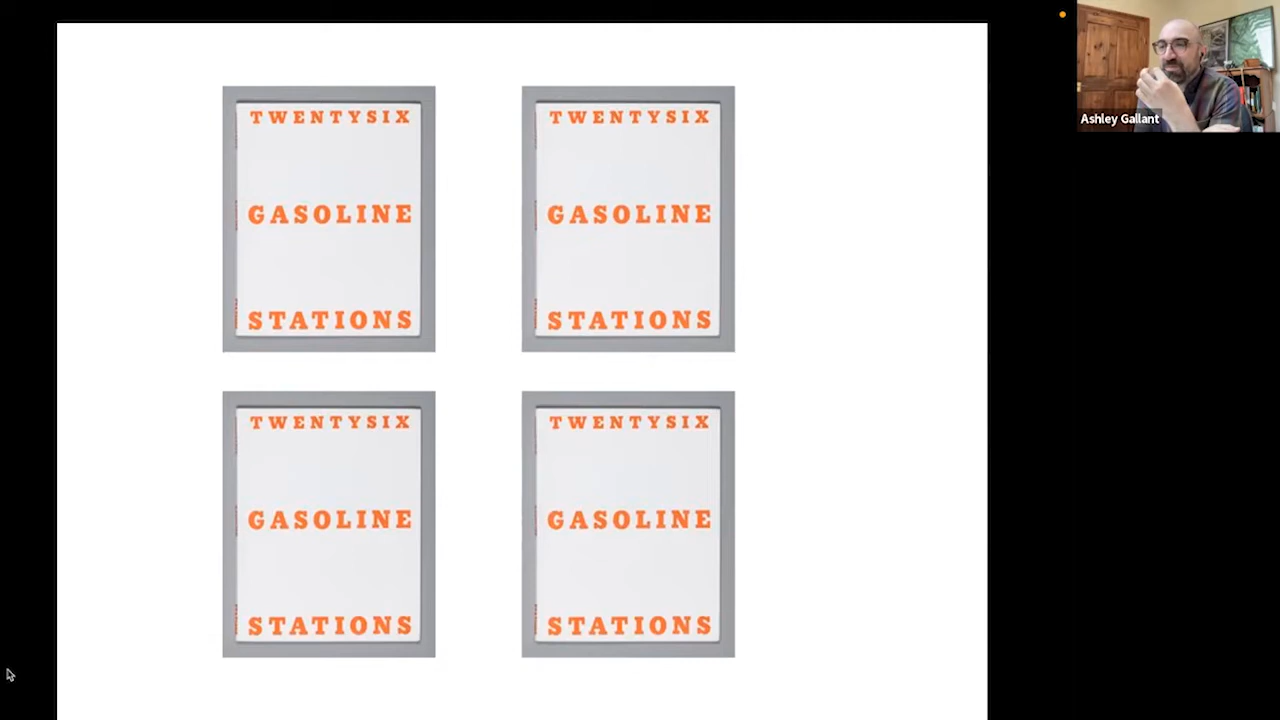 TWENTYSIX
GASOLINE
STATIONS
TWENTYSIX
GASOLINE
STATIONS
TWENTYSIX
GASOLINE
STATIONS
TWENTYSIX
GASOLINE
STATIONS
Ashley Gallant